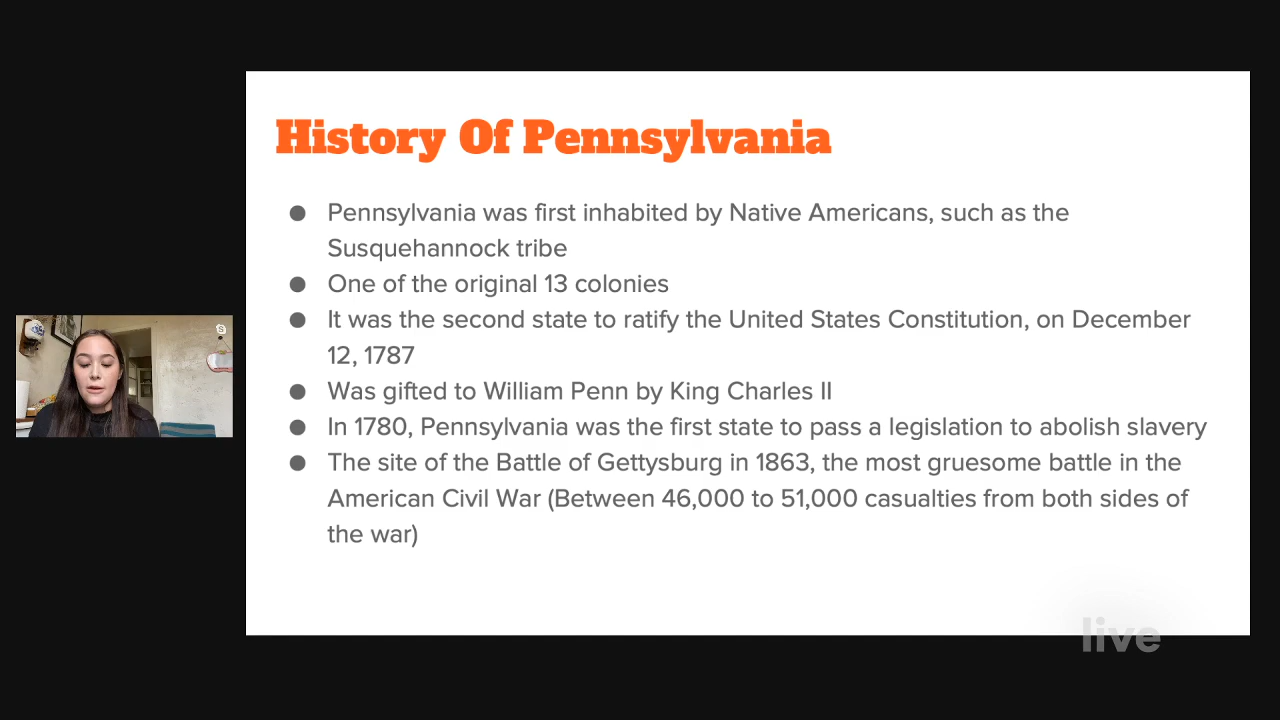 History Of Pennsylvania
● Pennsylvania was first inhabited by Native Americans, such as the
Susquehannock tribe
● One of the original 13 colonies
● It was the second state to ratify the United States Constitution, on December
12, 1787
● Was gifted to William Penn by King Charles II
● In 1780, Pennsylvania was the first state to pass a legislation to abolish slavery
● The site of the Battle of Gettysburg in 1863, the most gruesome battle in the
American Civil War (Between 46,000 to 51,000 casualties from both sides of
the war)
live